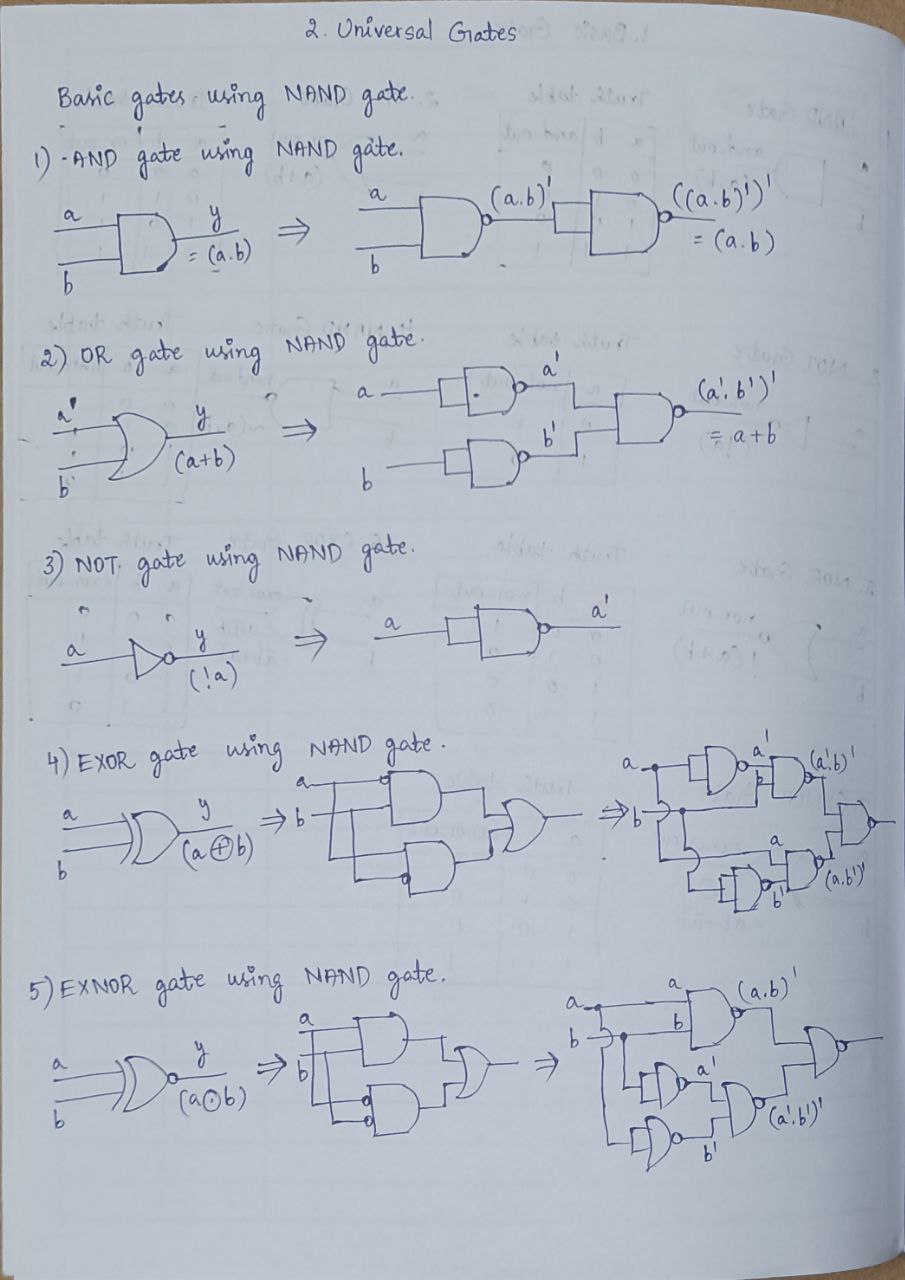 2. Universal Gates
Basic gates using NAND gate.
1) AND gate using NAND gate.
a b y = (a.b) ⇒ a b (a.b)' ((a.b)')' = (a.b)
2) OR gate using NAND gate.
a' b y (a+b) ⇒ a b a' b' (a'.b')' = a+b
3) NOT gate using NAND gate.
a y (!a) ⇒ a a'
4) EXOR gate using NAND gate.
a b y (a⊕b) ⇒ a b ⇒ a b a' b (a'.b)' a b' (a.b')'
5) EXNOR gate using NAND gate.
a b y (a⊙b) ⇒ a b ⇒ a b a b (a.b)' a' b' (a'.b')'